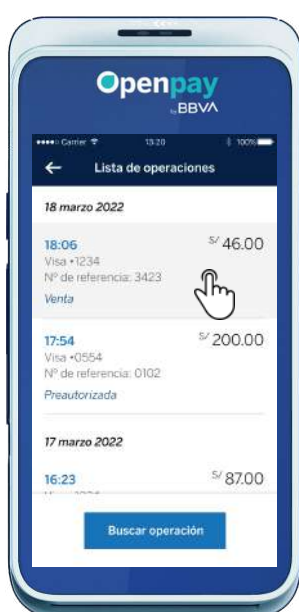 Openpay
by BBVA
Carrier 13:20 100%
Lista de operaciones
18 marzo 2022
18:06 S/ 46.00
Visa •1234
Nº de referencia: 3423
Venta
17:54 S/ 200.00
Visa •0554
Nº de referencia: 0102
Preautorizada
17 marzo 2022
16:23 S/ 87.00
Buscar operación